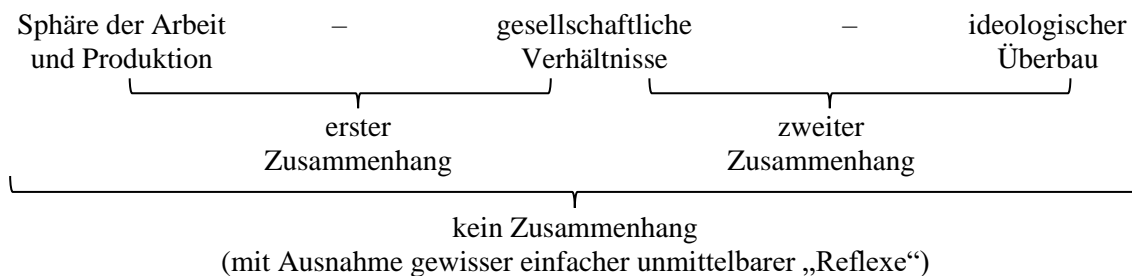 Sphäre der Arbeit – gesellschaftliche – ideologischer
und Produktion Verhältnisse Überbau
erster zweiter
Zusammenhang Zusammenhang
kein Zusammenhang
(mit Ausnahme gewisser einfacher unmittelbarer „Reflexe“)